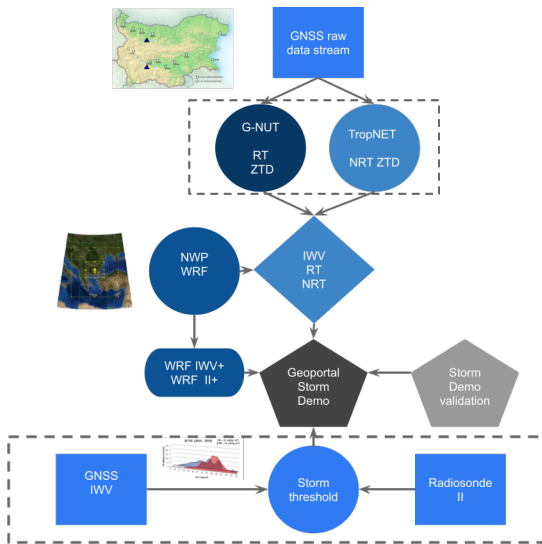 GNSS raw
data stream
G-NUT
RT
ZTD
TropNET
NRT ZTD
NWP
WRF
IWV
RT
NRT
WRF IWV+
WRF II+
Geoportal
Storm
Demo
Storm
Demo
validation
GNSS
IWV
Storm
threshold
Radiosonde
II